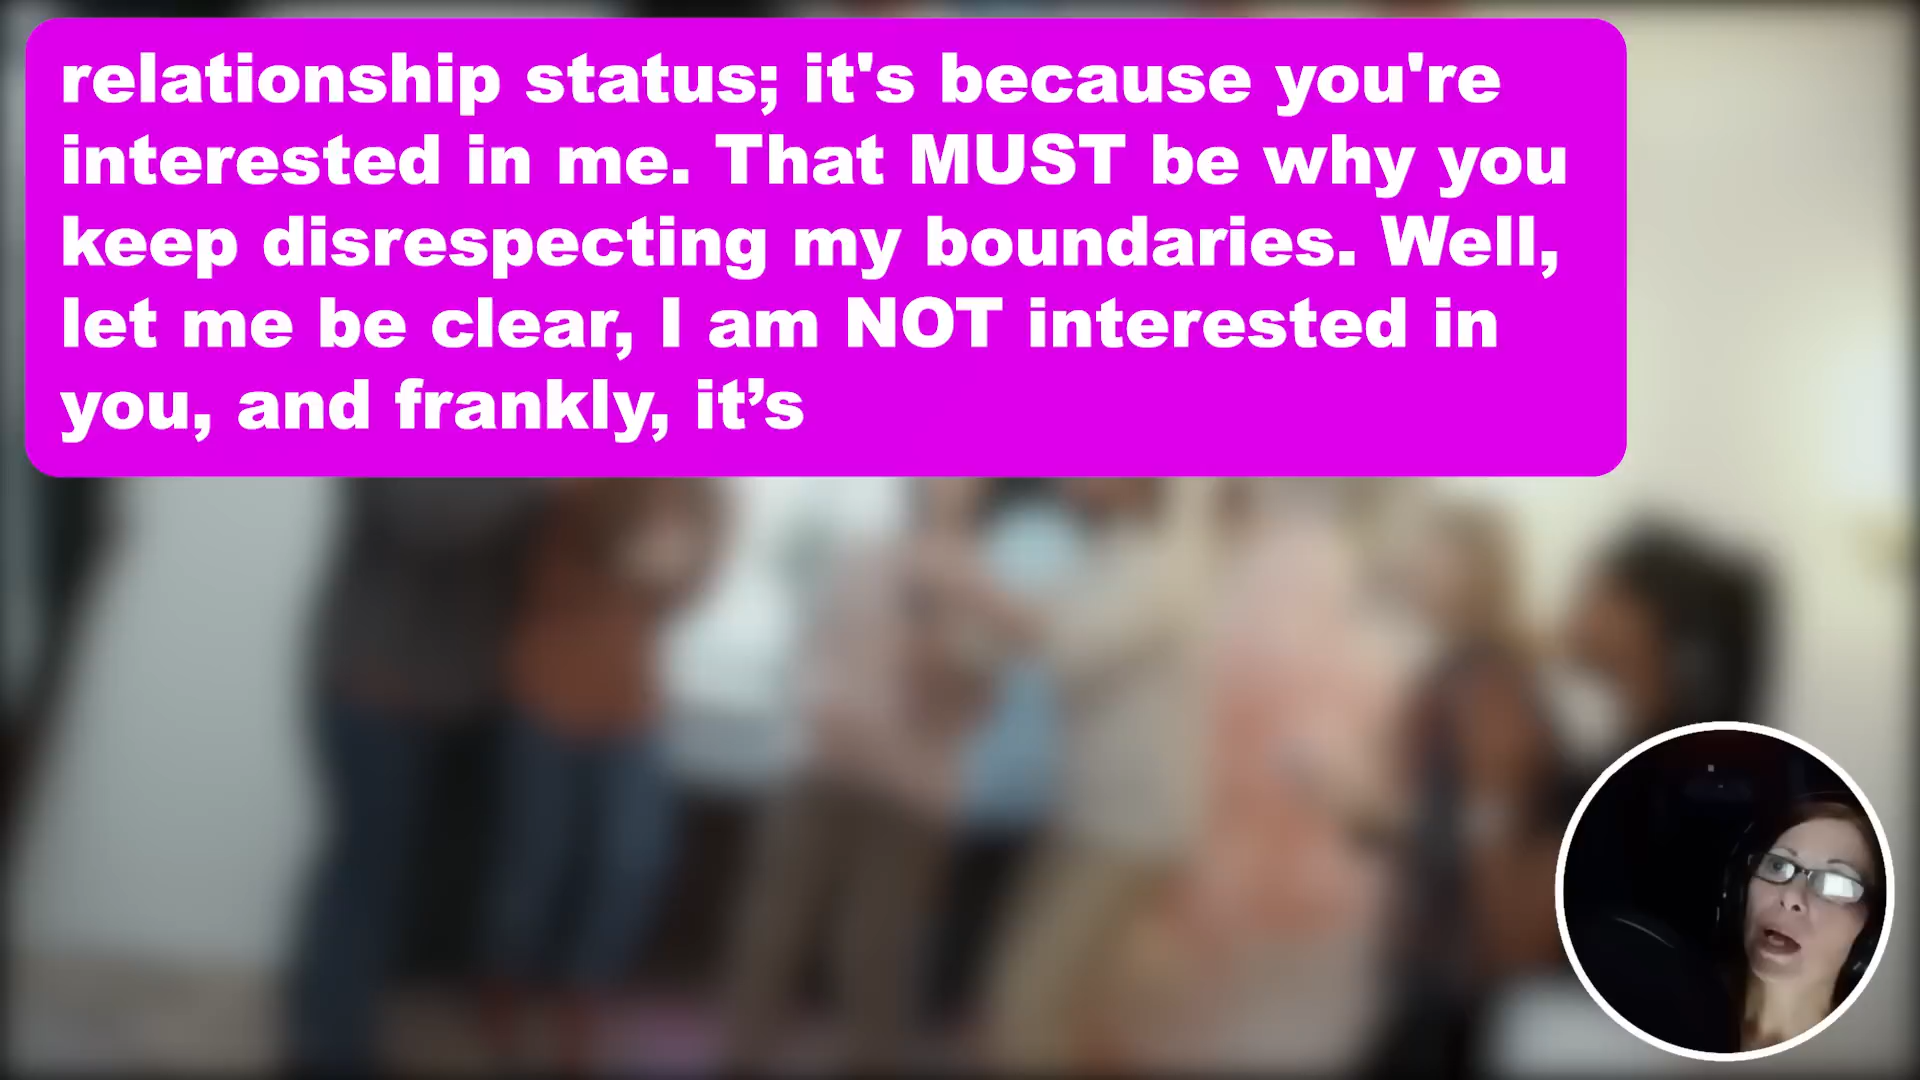 relationship status; it's because you're
interested in me. That MUST be why you
keep disrespecting my boundaries. Well,
let me be clear, I am NOT interested in
you, and frankly, it’s